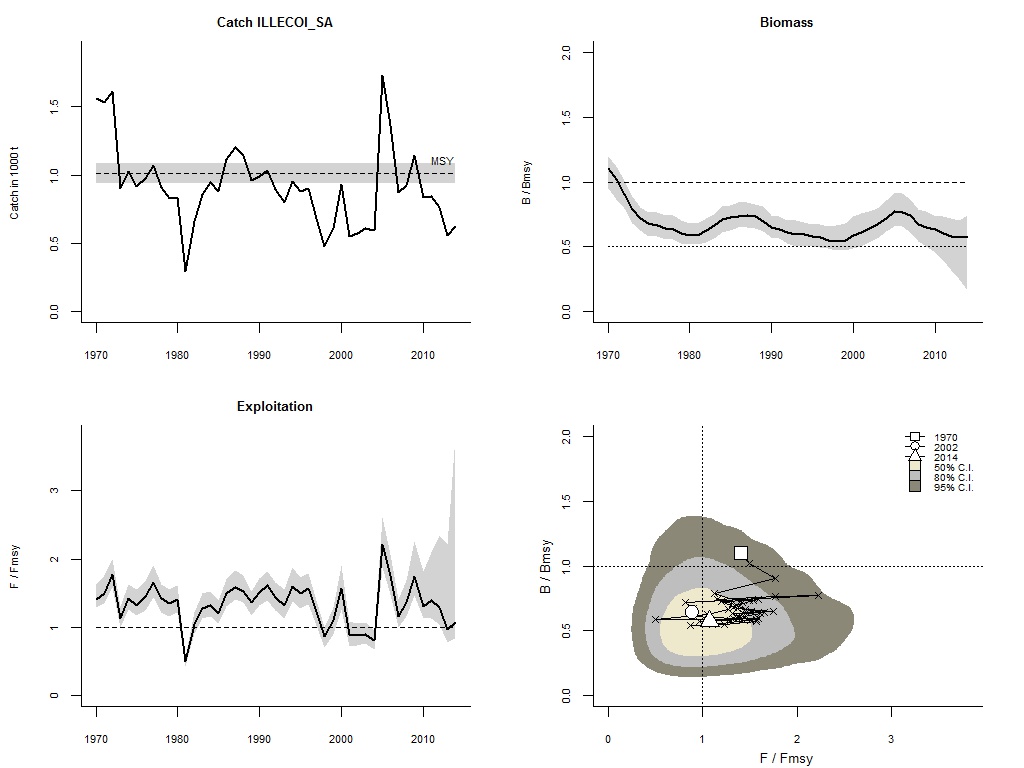 Catch ILLECOI_SA
Catch in 1000 t
0.0 0.5 1.0 1.5
MSY
1970 1980 1990 2000 2010
Biomass
B / Bmsy
0.0 0.5 1.0 1.5 2.0
1970 1980 1990 2000 2010
Exploitation
F / Fmsy
0 1 2 3
1970 1980 1990 2000 2010
B / Bmsy
0.0 0.5 1.0 1.5 2.0
1970
2002
2014
50% C.I.
80% C.I.
95% C.I.
0 1 2 3
F / Fmsy